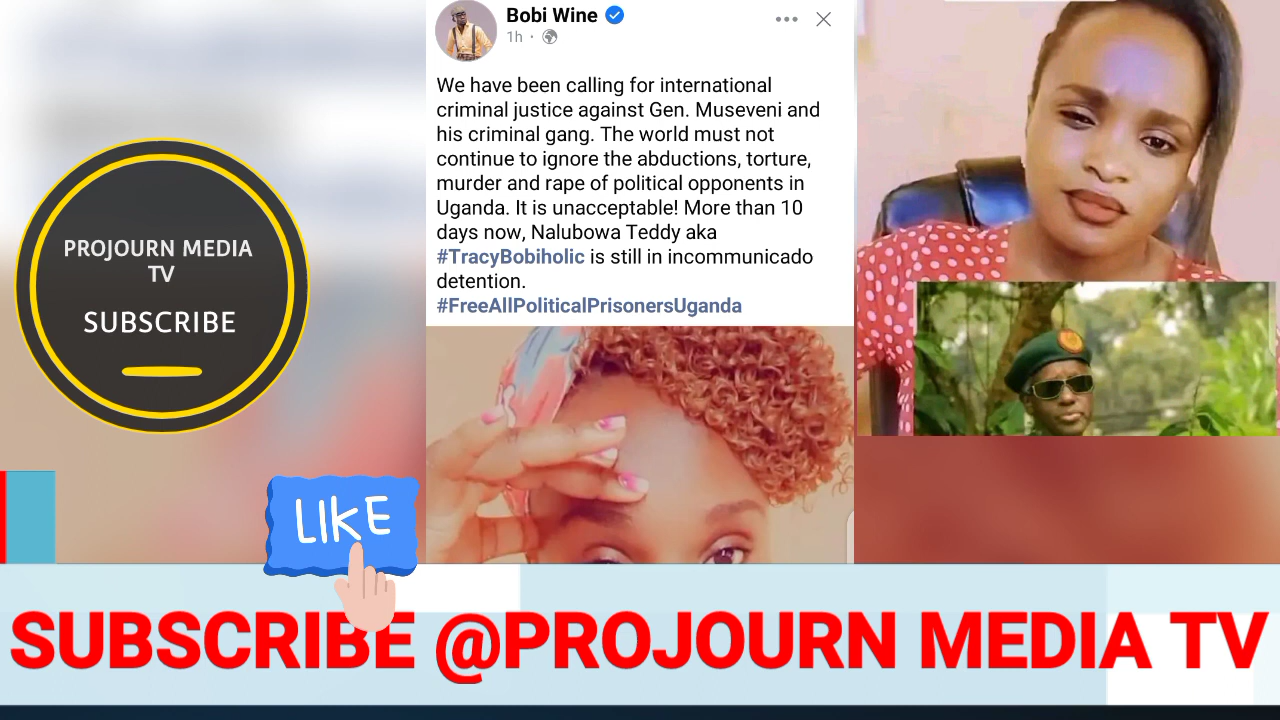 PROJOURN MEDIA
TV
SUBSCRIBE
LIKE
Bobi Wine
1h ·
We have been calling for international
criminal justice against Gen. Museveni and
his criminal gang. The world must not
continue to ignore the abductions, torture,
murder and rape of political opponents in
Uganda. It is unacceptable! More than 10
days now, Nalubowa Teddy aka
#TracyBobiholic is still in incommunicado
detention.
#FreeAllPoliticalPrisonersUganda
SUBSCRIBE @PROJOURN MEDIA TV